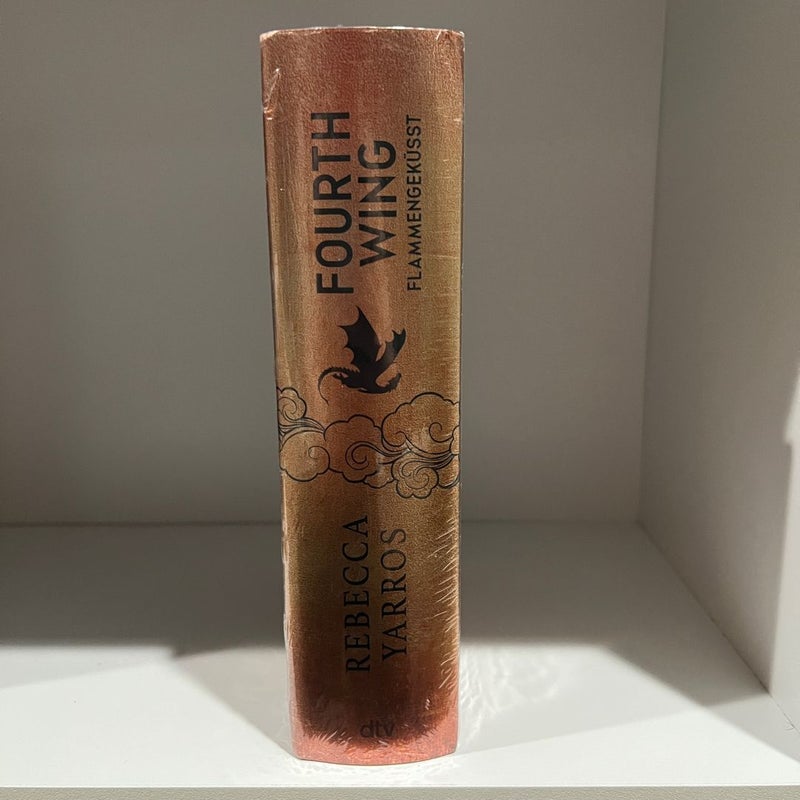 FOURTH
WING
FLAMMENGEKÜSST
REBECCA
YARROS
dtv